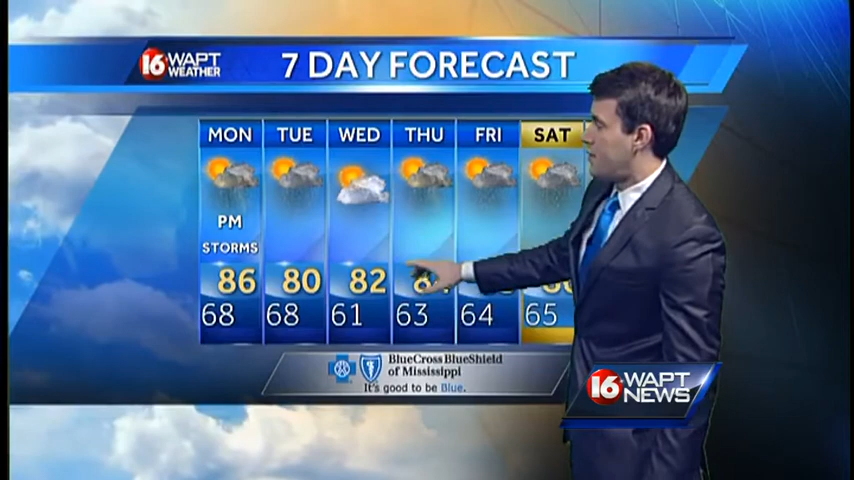 16 WAPT WEATHER
7 DAY FORECAST
MON TUE WED THU FRI SAT
PM
STORMS
86 80 82
68 68 61 63 64 65
BlueCross BlueShield
of Mississippi
It's good to be Blue.
16 WAPT
NEWS